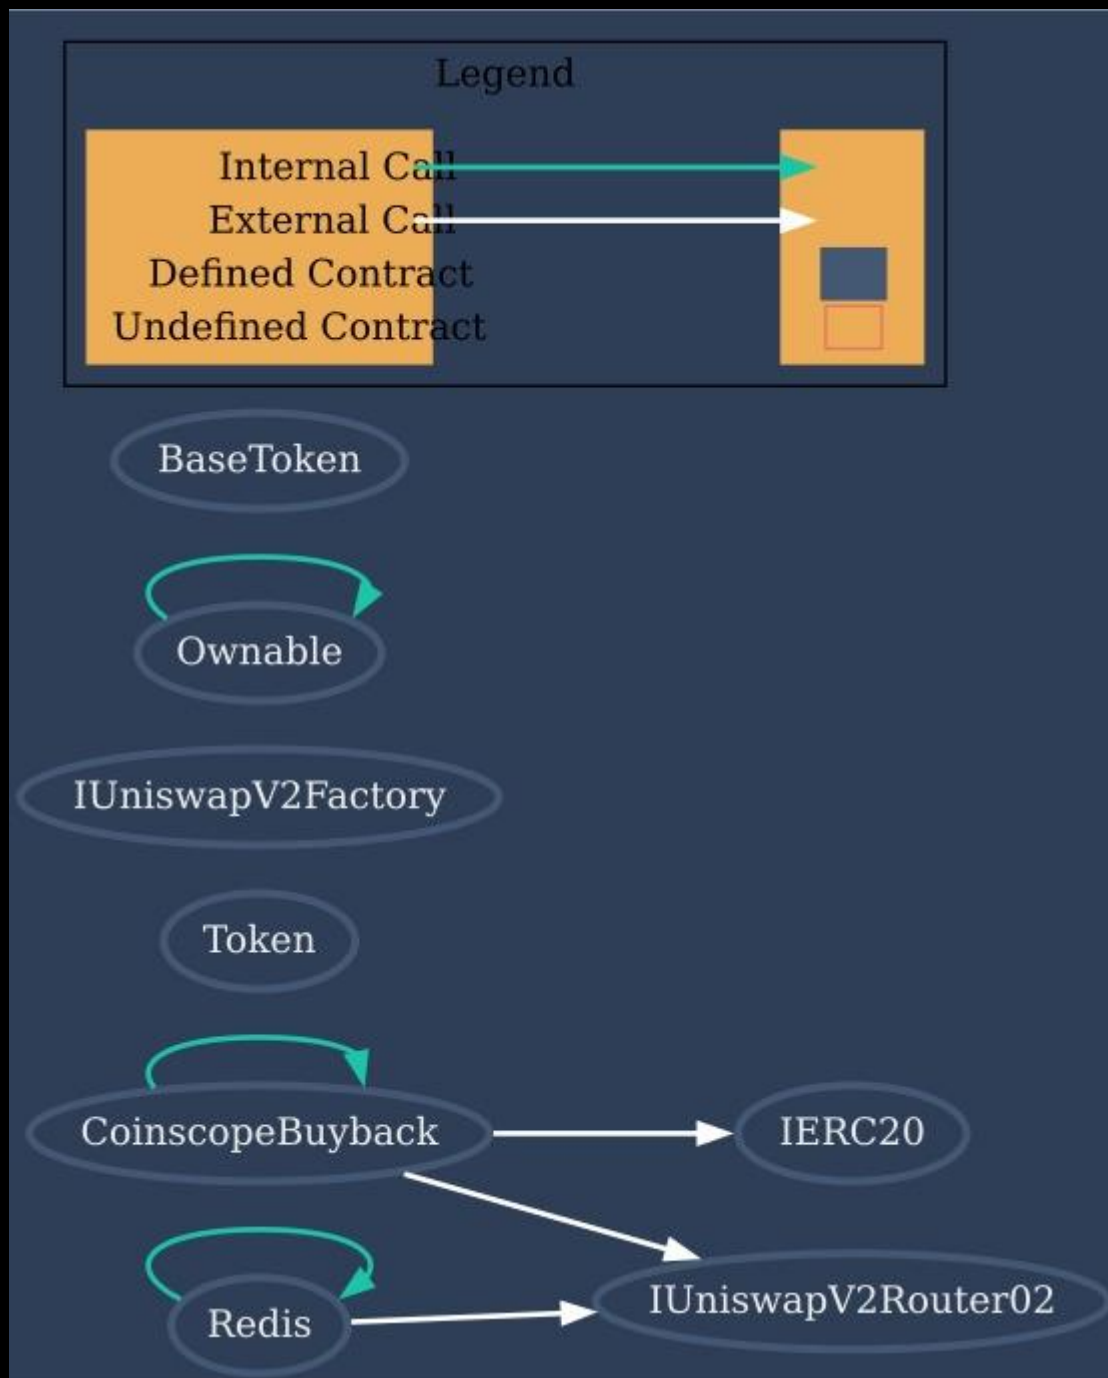 Legend
Internal Call
External Call
Defined Contract
Undefined Contract
BaseToken
Ownable
IUniswapV2Factory
Token
CoinscopeBuyback
IERC20
IUniswapV2Router02
Redis